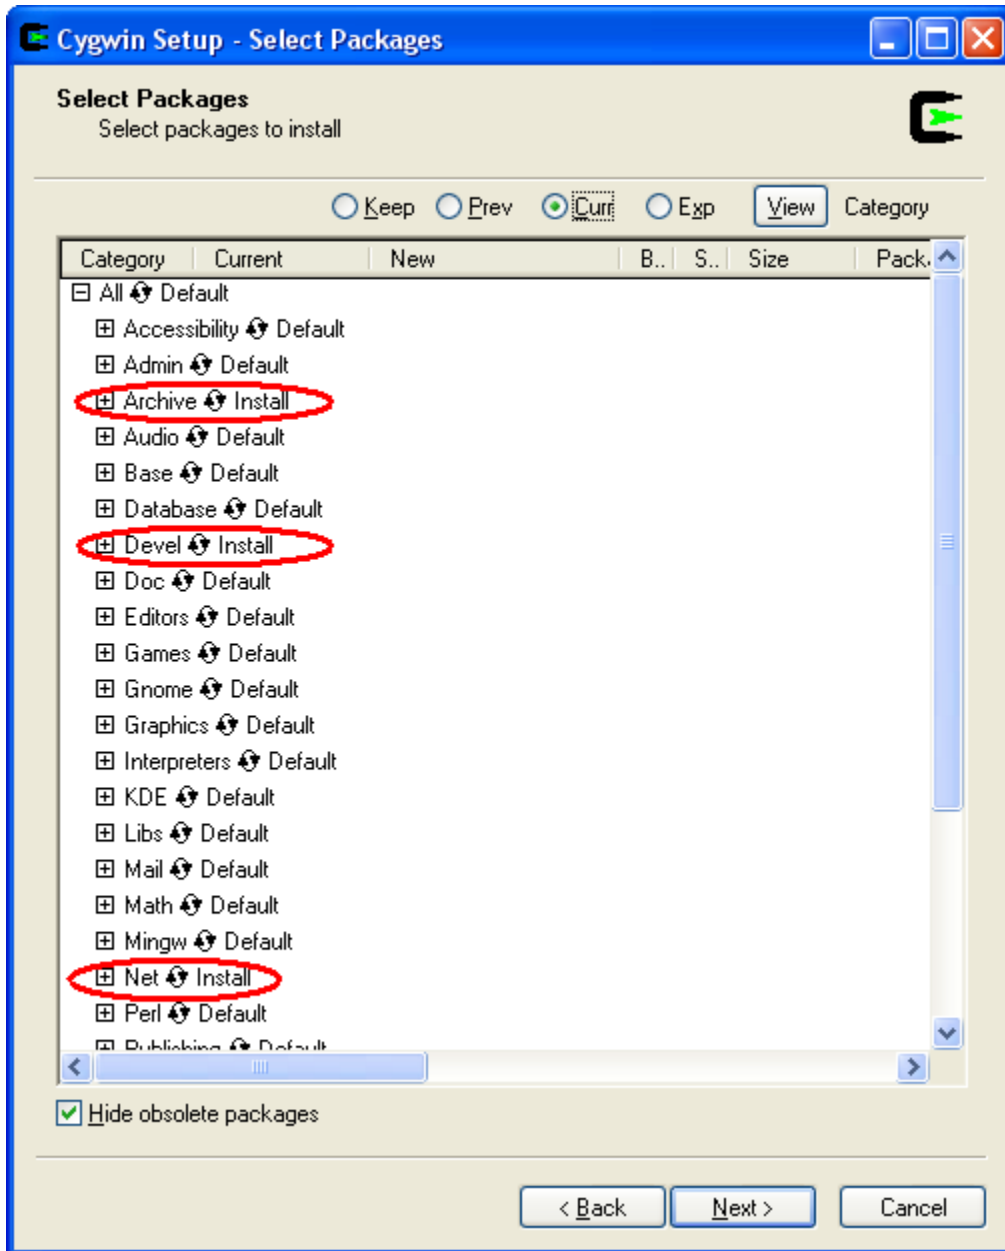 Cygwin Setup - Select Packages
Select Packages
Select packages to install
Keep Prev Curr Exp View Category
Category Current New B.. S.. Size Packa
All Default
Accessibility Default
Admin Default
Archive Install
Audio Default
Base Default
Database Default
Devel Install
Doc Default
Editors Default
Games Default
Gnome Default
Graphics Default
Interpreters Default
KDE Default
Libs Default
Mail Default
Math Default
Mingw Default
Net Install
Perl Default
Publishing Default
Hide obsolete packages
< Back Next > Cancel